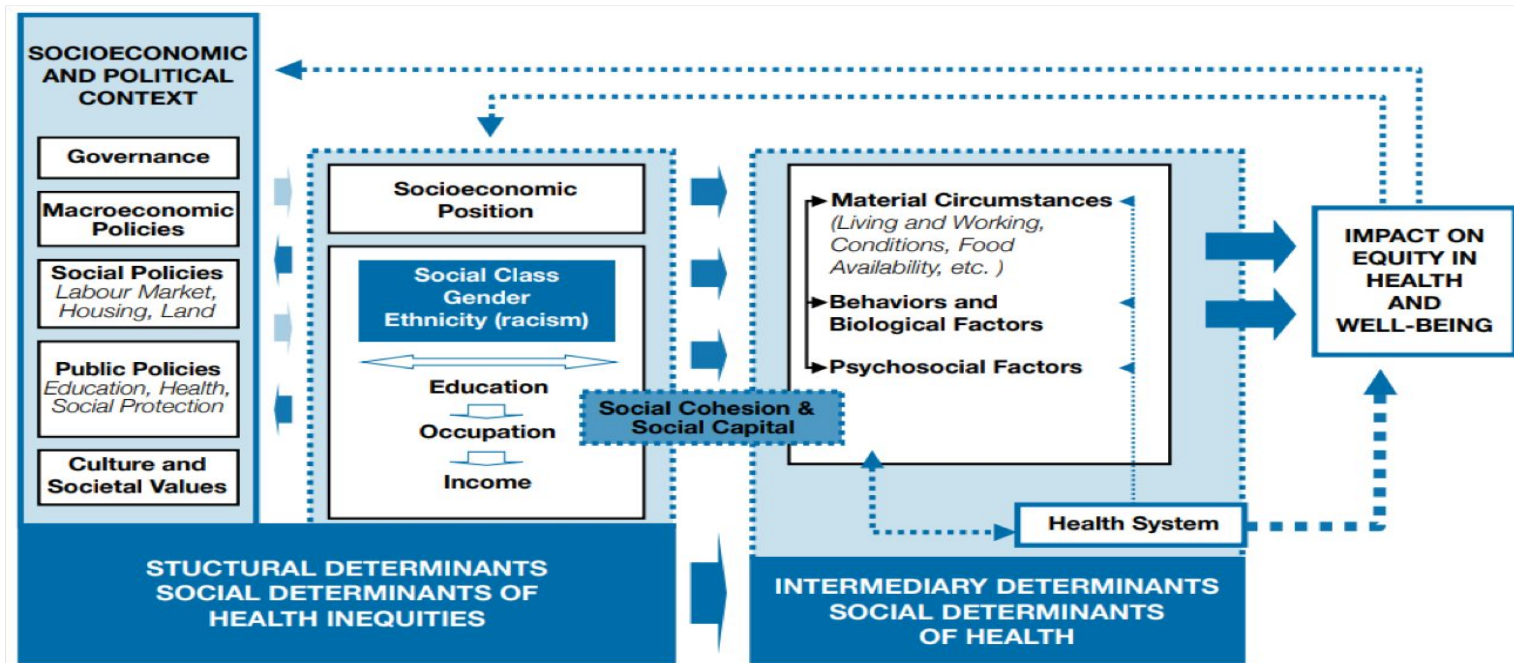 SOCIOECONOMIC
AND POLITICAL
CONTEXT
Governance
Macroeconomic
Policies
Social Policies
Labour Market,
Housing, Land
Public Policies
Education, Health,
Social Protection
Culture and
Societal Values
Socioeconomic
Position
Social Class
Gender
Ethnicity (racism)
Education
Occupation
Income
Social Cohesion &
Social Capital
Material Circumstances
(Living and Working,
Conditions, Food
Availability, etc. )
Behaviors and
Biological Factors
Psychosocial Factors
Health System
IMPACT ON
EQUITY IN
HEALTH
AND
WELL-BEING
STUCTURAL DETERMINANTS
SOCIAL DETERMINANTS OF
HEALTH INEQUITIES
INTERMEDIARY DETERMINANTS
SOCIAL DETERMINANTS
OF HEALTH